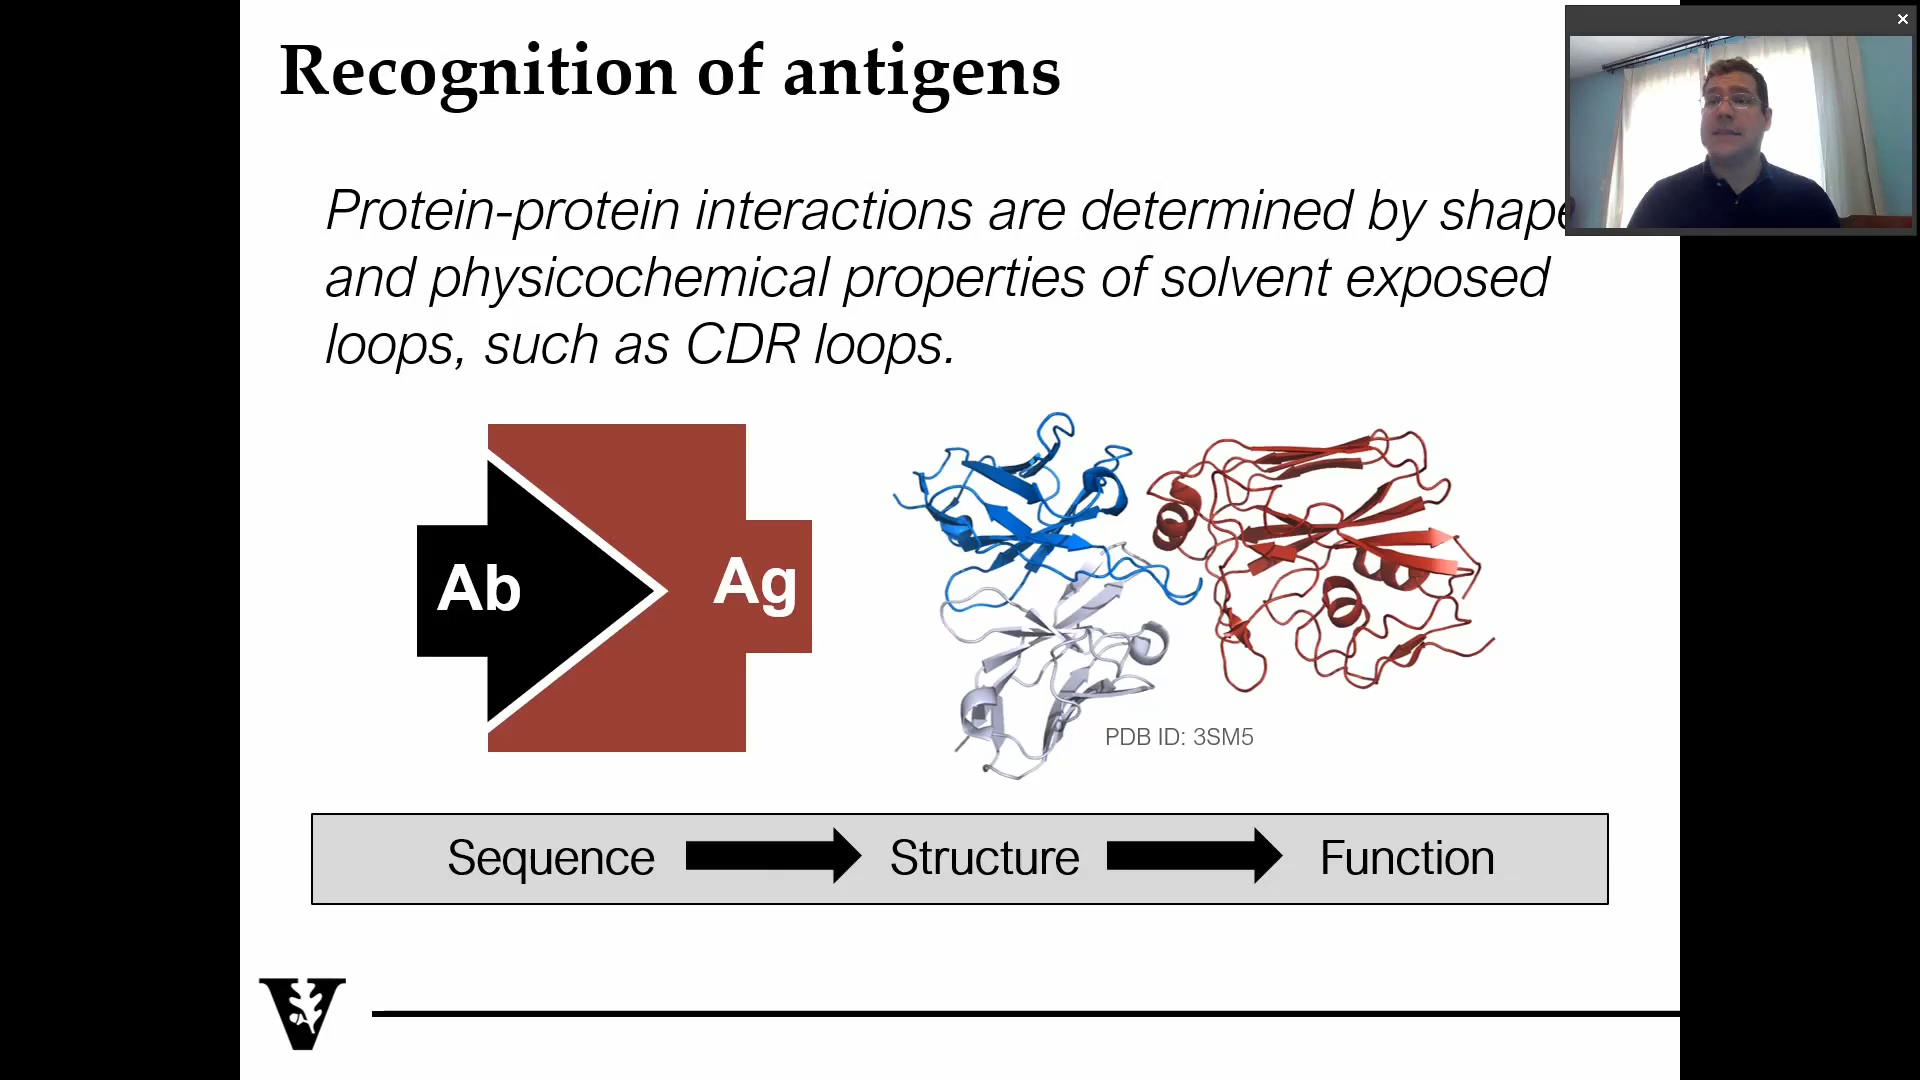 Recognition of antigens
Protein-protein interactions are determined by shape
and physicochemical properties of solvent exposed
loops, such as CDR loops.
Ab
Ag
PDB ID: 3SM5
Sequence Structure Function
V